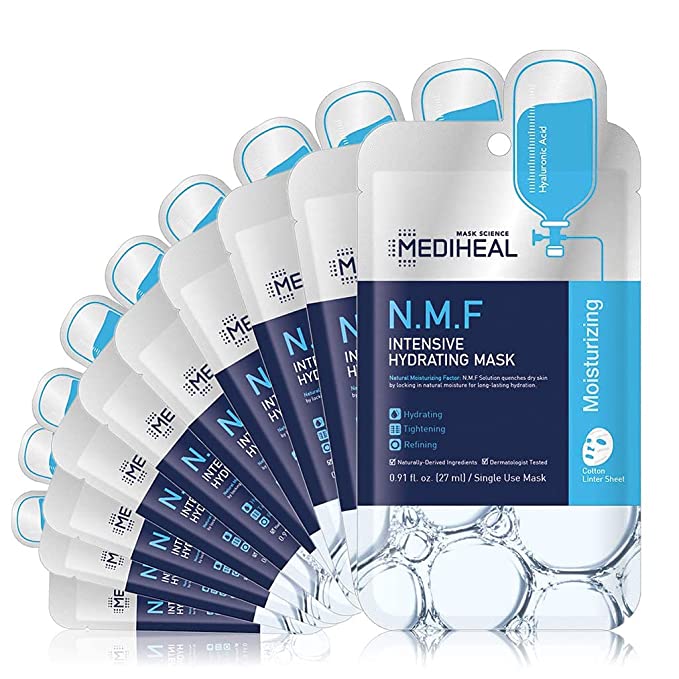 Hyaluronic Acid
MASK SCIENCE
MEDIHEAL
N.M.F
INTENSIVE
HYDRATING MASK
Natural Moisturizing Factor: N.M.F Solution quenches dry skin
by locking in natural moisture for long-lasting hydration.
Hydrating
Tightening
Refining
Naturally-Derived Ingredients Dermatologist Tested
0.91 fl. oz. (27 ml) / Single Use Mask
Moisturizing
Cotton
Linter Sheet